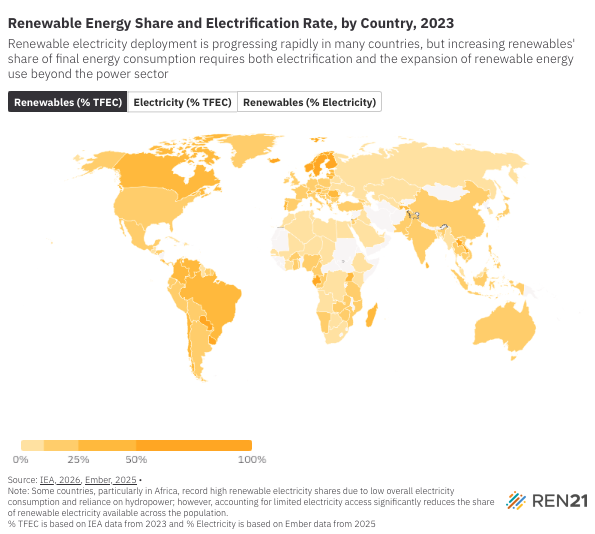 Renewable Energy Share and Electrification Rate, by Country, 2023
Renewable electricity deployment is progressing rapidly in many countries, but increasing renewables'
share of final energy consumption requires both electrification and the expansion of renewable energy
use beyond the power sector
Renewables (% TFEC) Electricity (% TFEC) Renewables (% Electricity)
0% 25% 50% 100%
Source: IEA, 2026, Ember, 2025 •
Note: Some countries, particularly in Africa, record high renewable electricity shares due to low overall electricity
consumption and reliance on hydropower; however, accounting for limited electricity access significantly reduces the share
of renewable electricity available across the population.
% TFEC is based on IEA data from 2023 and % Electricity is based on Ember data from 2025
REN21